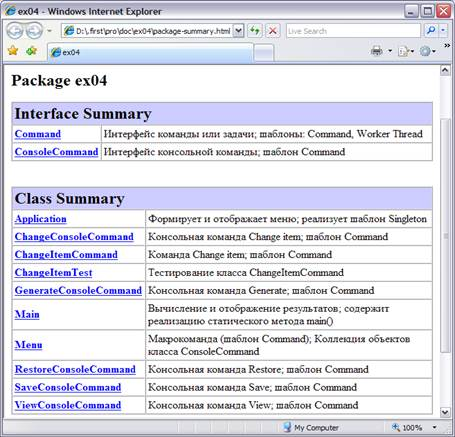 ex04 - Windows Internet Explorer
D:\.first\pro\doc\ex04\package-summary.html
Live Search
ex04
Package ex04
Interface Summary
Command Интерфейс команды или задачи; шаблоны: Command, Worker Thread
ConsoleCommand Интерфейс консольной команды; шаблон Command
Class Summary
Application Формирует и отображает меню; реализует шаблон Singleton
ChangeConsoleCommand Консольная команда Change item; шаблон Command
ChangeItemCommand Команда Change item; шаблон Command
ChangeItemTest Тестирование класса ChangeItemCommand
GenerateConsoleCommand Консольная команда Generate; шаблон Command
Main Вычисление и отображение результатов; содержит
реализацию статического метода main()
Menu Макрокоманда (шаблон Command); Коллекция объектов
класса ConsoleCommand
RestoreConsoleCommand Консольная команда Restore; шаблон Command
SaveConsoleCommand Консольная команда Save; шаблон Command
ViewConsoleCommand Консольная команда View; шаблон Command
My Computer 100%